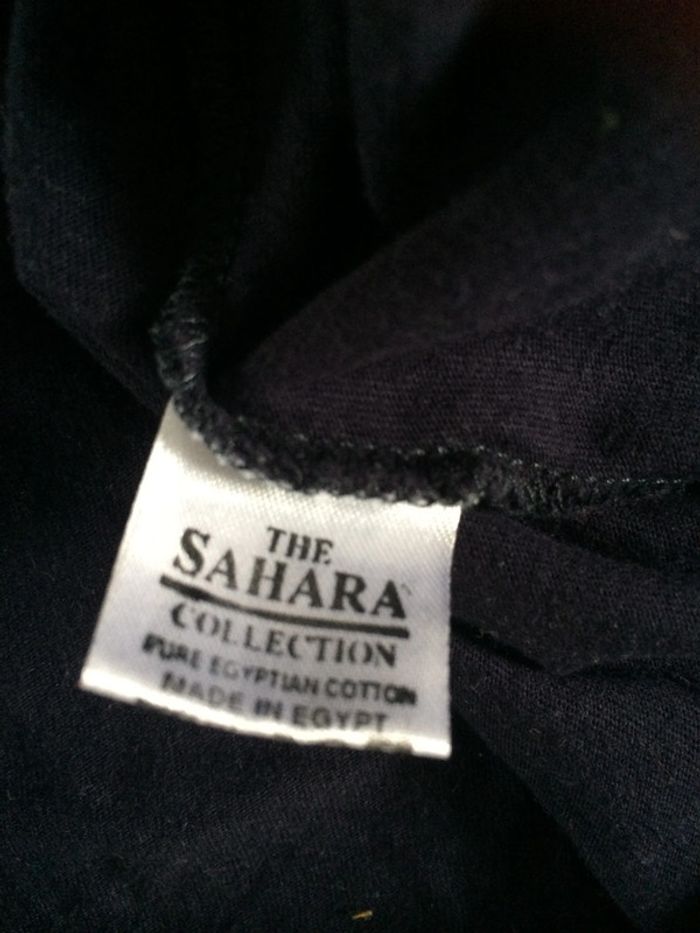 THE
SAHARA
COLLECTION
PURE EGYPTIAN COTTON
MADE IN EGYPT